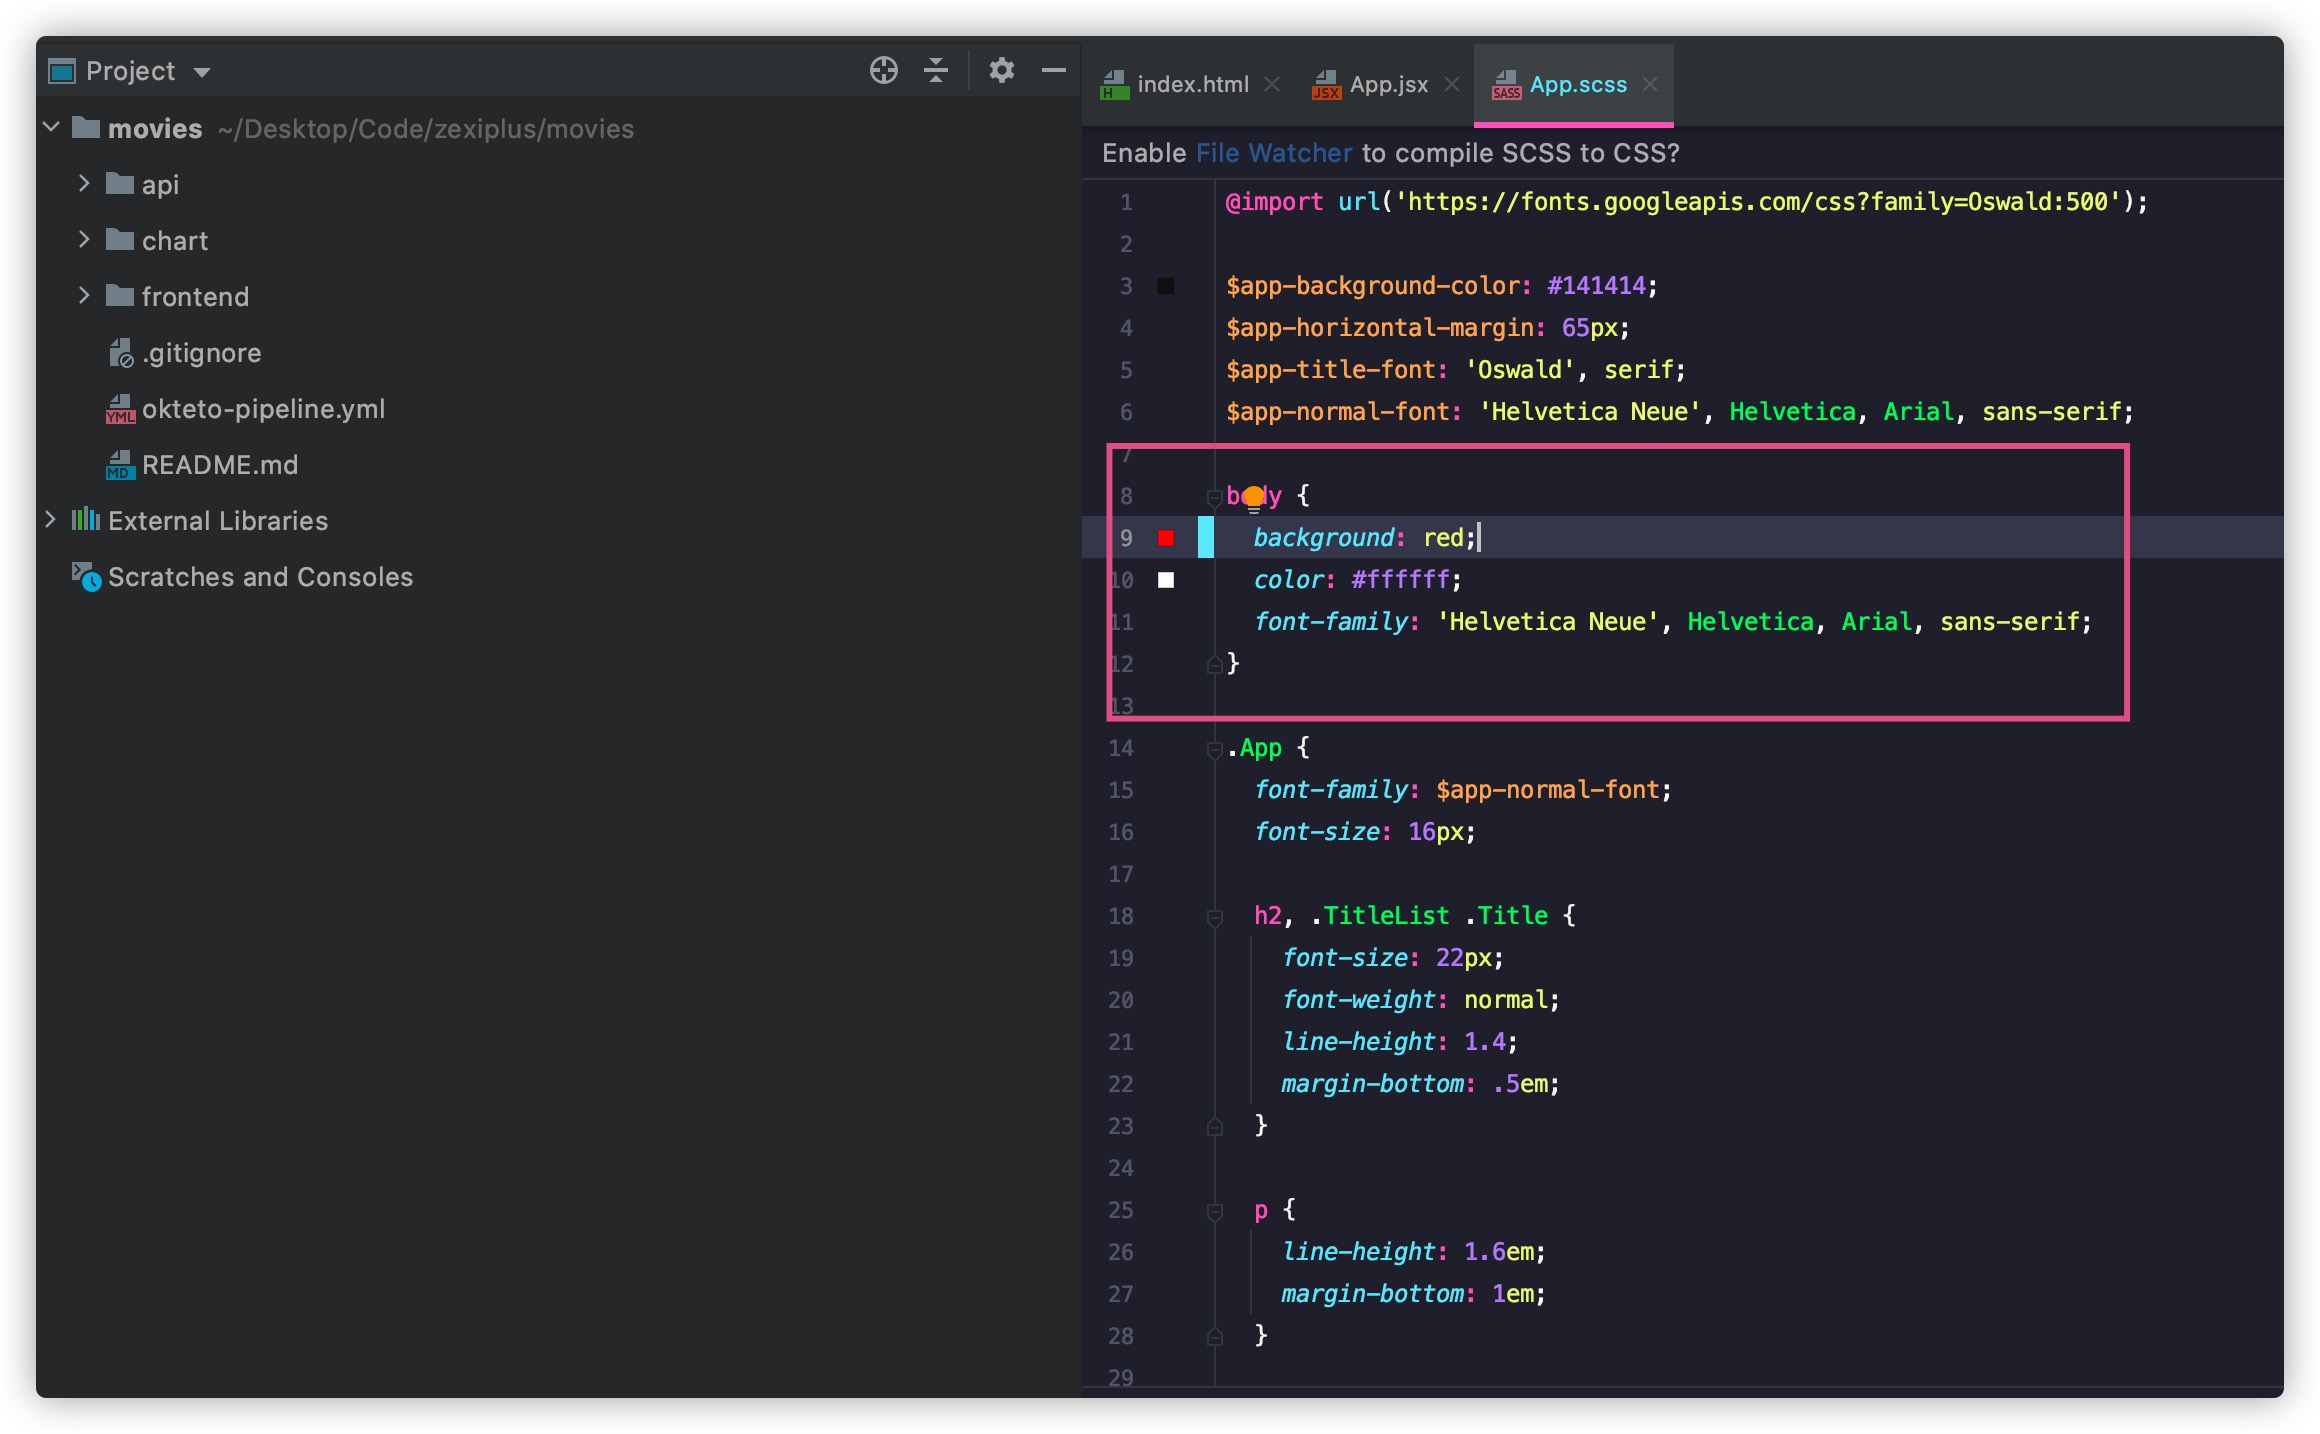 Project
movies ~/Desktop/Code/zexiplus/movies
api
chart
frontend
.gitignore
YML okteto-pipeline.yml
MD README.md
External Libraries
Scratches and Consoles
H index.html
JSX App.jsx
SASS App.scss
Enable File Watcher to compile SCSS to CSS?
1 @import url('https://fonts.googleapis.com/css?family=Oswald:500');
2
3 $app-background-color: #141414;
4 $app-horizontal-margin: 65px;
5 $app-title-font: 'Oswald', serif;
6 $app-normal-font: 'Helvetica Neue', Helvetica, Arial, sans-serif;
7
8 body {
9 background: red;
10 color: #ffffff;
11 font-family: 'Helvetica Neue', Helvetica, Arial, sans-serif;
12 }
13
14 .App {
15 font-family: $app-normal-font;
16 font-size: 16px;
17
18 h2, .TitleList .Title {
19 font-size: 22px;
20 font-weight: normal;
21 line-height: 1.4;
22 margin-bottom: .5em;
23 }
24
25 p {
26 line-height: 1.6em;
27 margin-bottom: 1em;
28 }
29